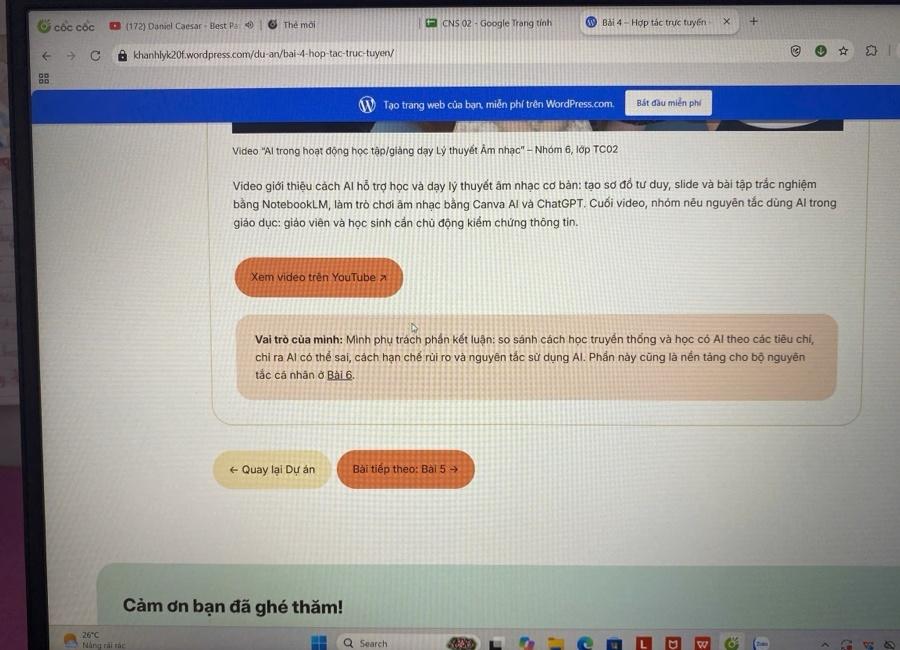 cốc cốc
(172) Daniel Caesar - Best Pa
Thẻ mới
CNS 02 - Google Trang tính
Bài 4 – Hợp tác trực tuyến
khanhlyk20f.wordpress.com/du-an/bai-4-hop-tac-truc-tuyen/
Tạo trang web của bạn, miễn phí trên WordPress.com.
Bắt đầu miễn phí
Video “AI trong hoạt động học tập/giảng dạy Lý thuyết Âm nhạc” – Nhóm 6, lớp TC02
Video giới thiệu cách AI hỗ trợ học và dạy lý thuyết âm nhạc cơ bản: tạo sơ đồ tư duy, slide và bài tập trắc nghiệm
bằng NotebookLM, làm trò chơi âm nhạc bằng Canva AI và ChatGPT. Cuối video, nhóm nêu nguyên tắc dùng AI trong
giáo dục: giáo viên và học sinh cần chủ động kiểm chứng thông tin.
Xem video trên YouTube ↗
Vai trò của mình: Mình phụ trách phần kết luận: so sánh cách học truyền thống và học có AI theo các tiêu chí,
chỉ ra AI có thể sai, cách hạn chế rủi ro và nguyên tắc sử dụng AI. Phần này cũng là nền tảng cho bộ nguyên
tắc cá nhân ở Bài 6.
← Quay lại Dự án
Bài tiếp theo: Bài 5 →
Cảm ơn bạn đã ghé thăm!
26°C
Nắng rải rác
Search
Zalo